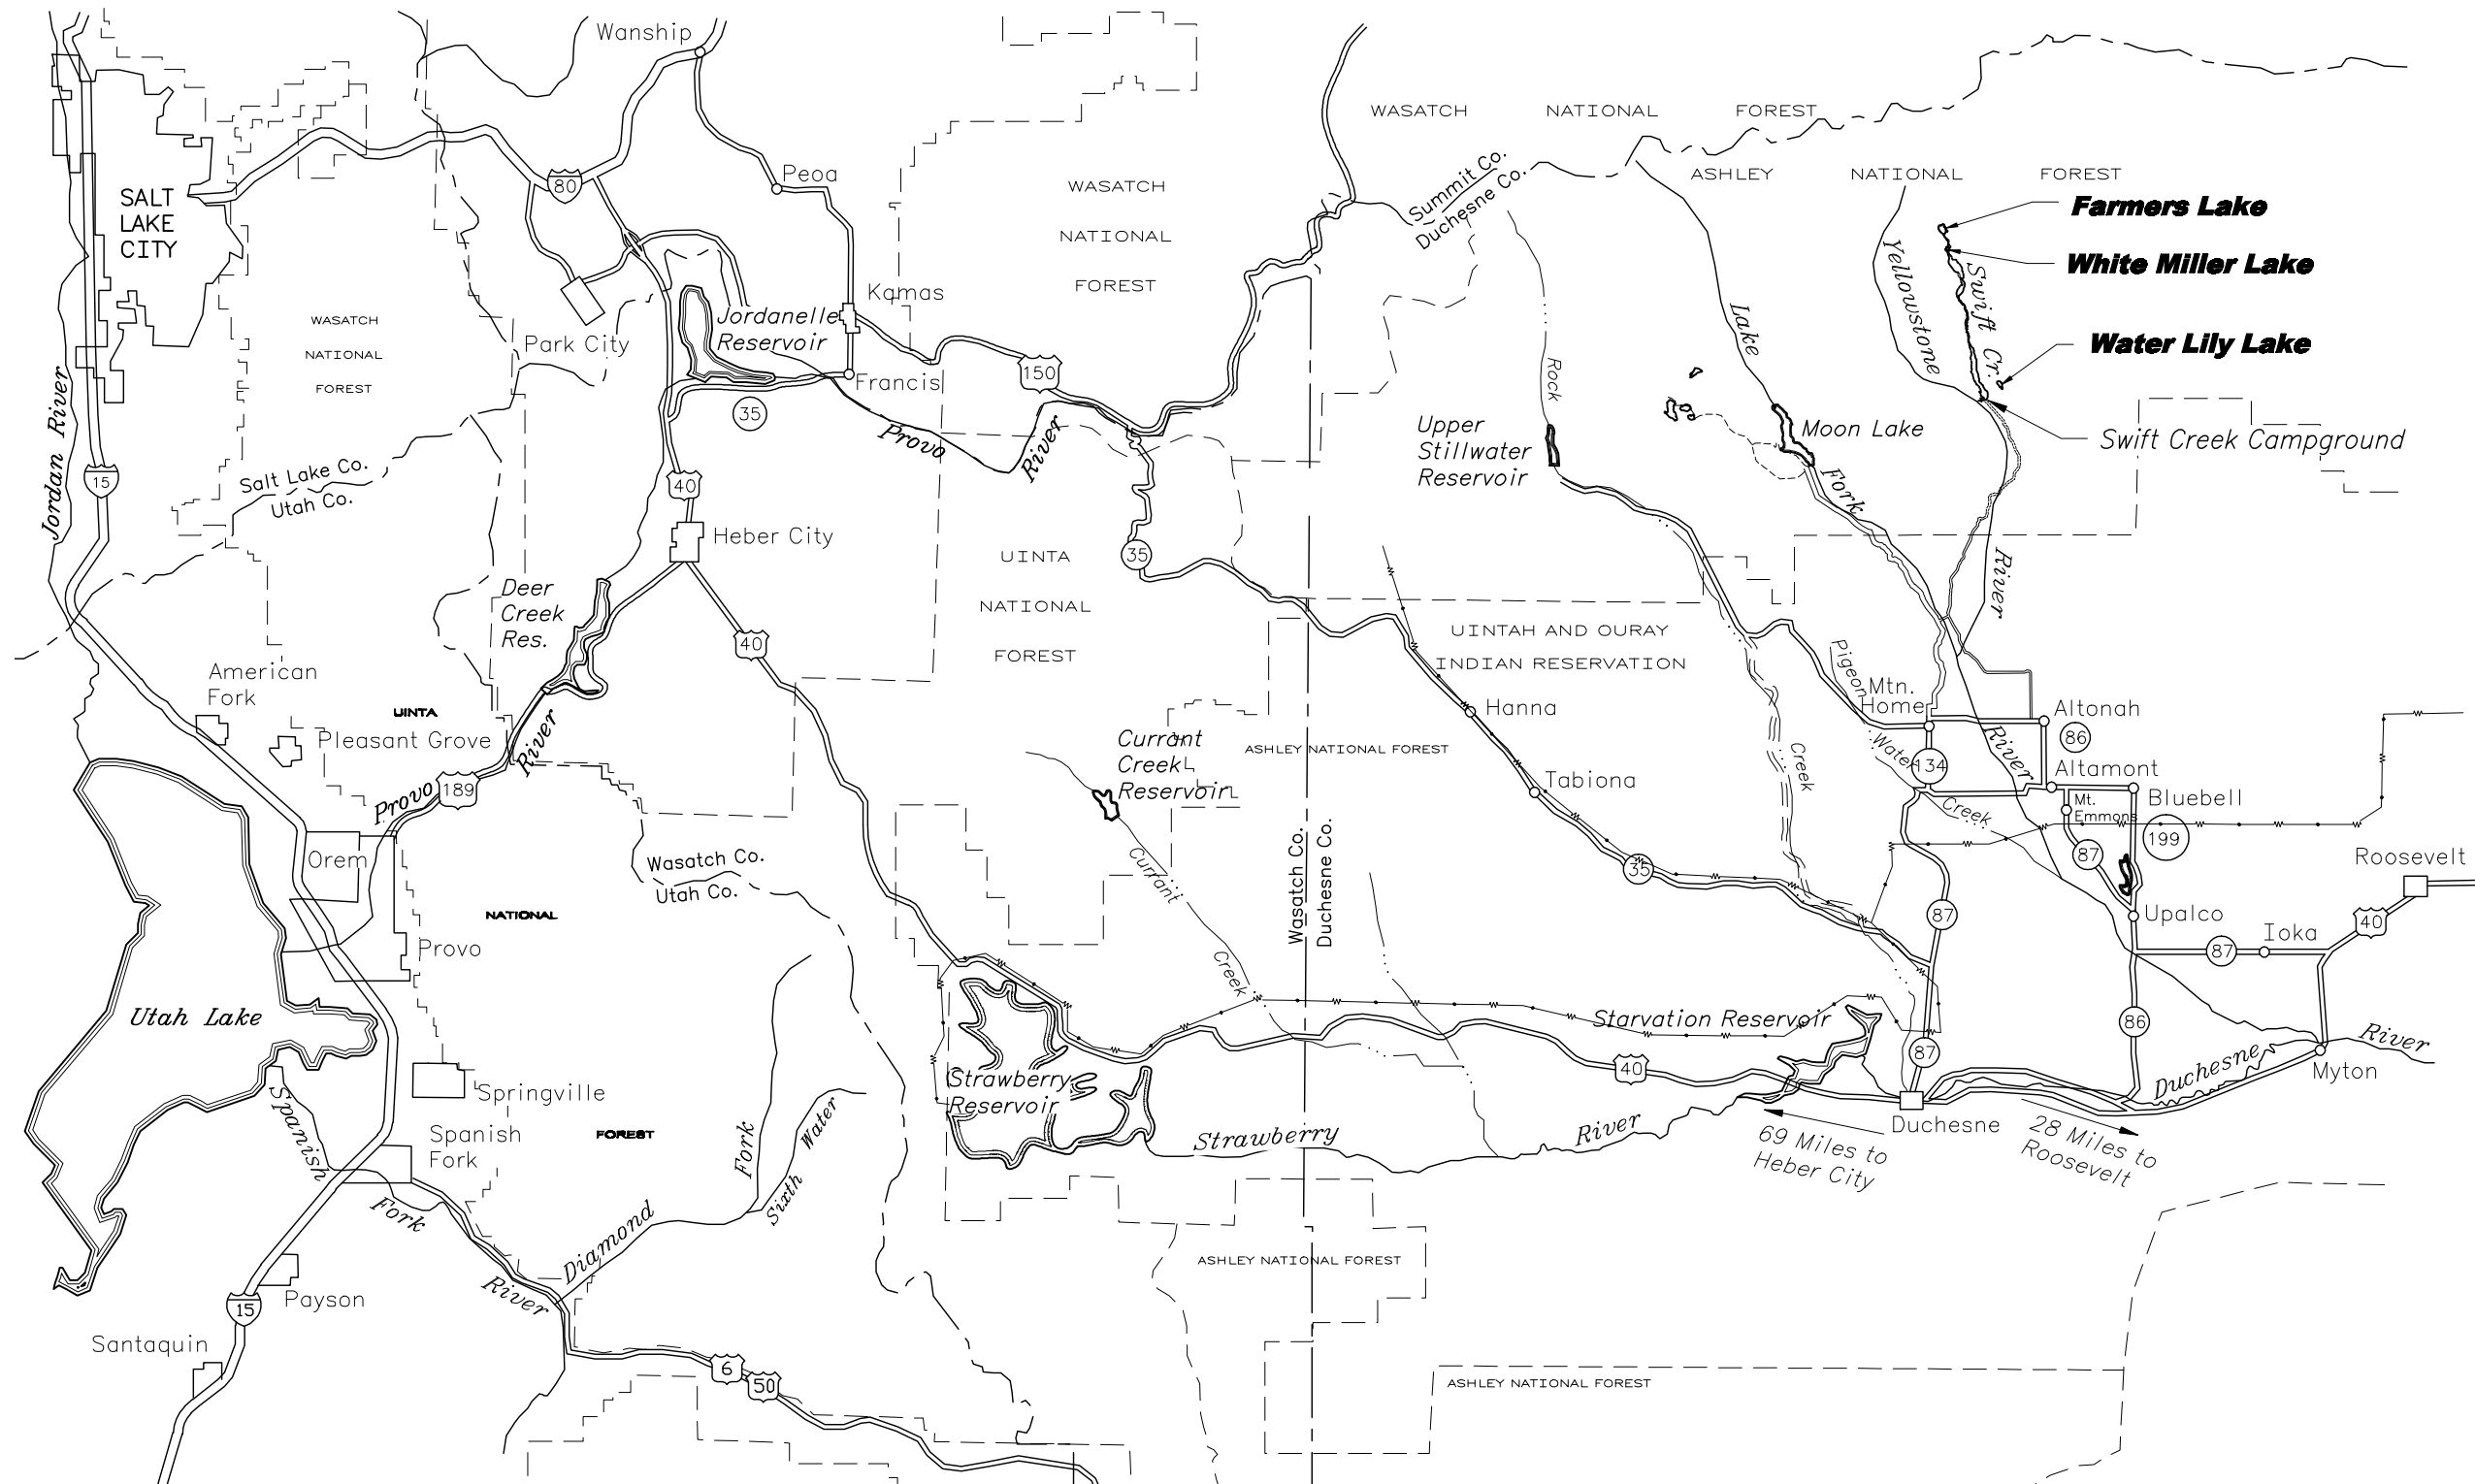 Wanship
WASATCH NATIONAL FOREST
80
Peoa
SALT
LAKE
CITY
WASATCH
NATIONAL
FOREST
Summit Co.
Duchesne Co.
ASHLEY NATIONAL FOREST
Farmers Lake
White Miller Lake
Water Lily Lake
Swift Cr.
Yellowstone
River
Swift Creek Campground
Kamas
Jordanelle
Reservoir
Park City
Francis
150
35
WASATCH
NATIONAL
FOREST
Jordan River
15
Salt Lake Co.
Utah Co.
Provo
River
40
Heber City
Rock
Creek
Upper
Stillwater
Reservoir
Lake
Fork
River
Moon Lake
35
UINTA
NATIONAL
FOREST
Deer
Creek
Res.
40
UINTAH AND OURAY
INDIAN RESERVATION
American
Fork
UINTA
NATIONAL
FOREST
Pleasant Grove
Provo
River
189
Orem
Provo
Wasatch Co.
Utah Co.
Currant
Creek
Reservoir
ASHLEY NATIONAL FOREST
Currant
Creek
Wasatch Co.
Duchesne Co.
Hanna
Tabiona
35
Pigeon
Water
Creek
Mtn.
Home
134
Altonah
86
Altamont
Mt.
Emmons
Bluebell
199
87
87
Roosevelt
40
Upalco
87
Ioka
86
87
Utah Lake
Springville
Spanish
Fork
Spanish
Fork
River
Diamond
Fork
Sixth Water
Strawberry
Reservoir
Strawberry
River
Starvation Reservoir
40
Duchesne
69 Miles to
Heber City
28 Miles to
Roosevelt
Duchesne
River
Myton
Payson
15
Santaquin
6
50
ASHLEY NATIONAL FOREST
ASHLEY NATIONAL FOREST